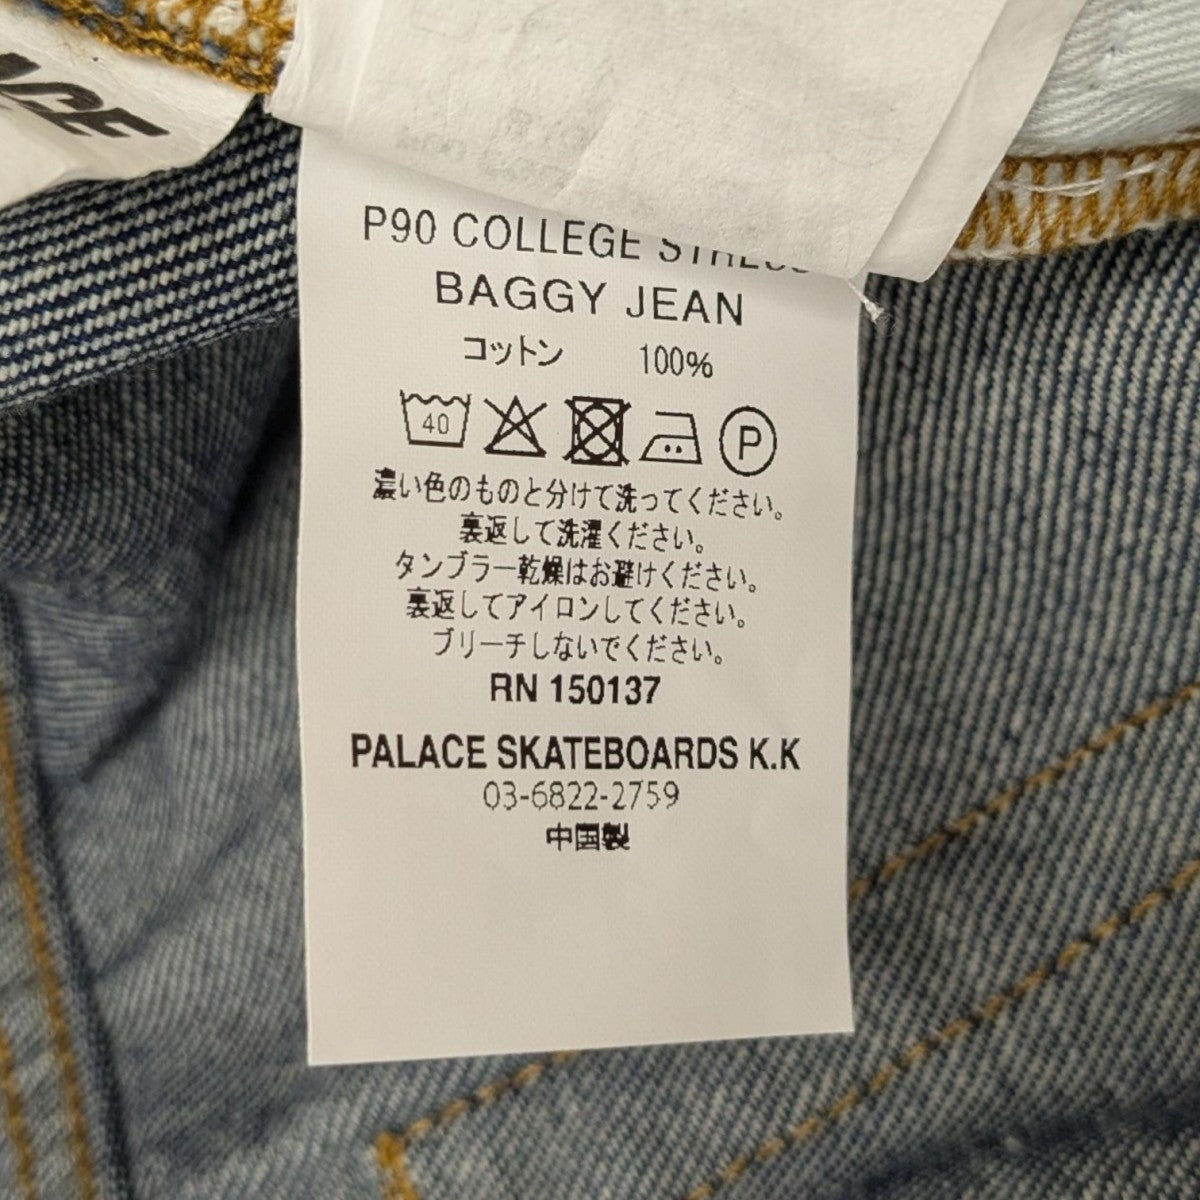 P90 COLLEGE
BAGGY JEAN
コットン 100%
40
P
濃い色のものと分けて洗ってください。
裏返して洗濯ください。
タンブラー乾燥はお避けください。
裏返してアイロンしてください。
ブリーチしないでください。
RN 150137
PALACE SKATEBOARDS K.K
03-6822-2759
中国製